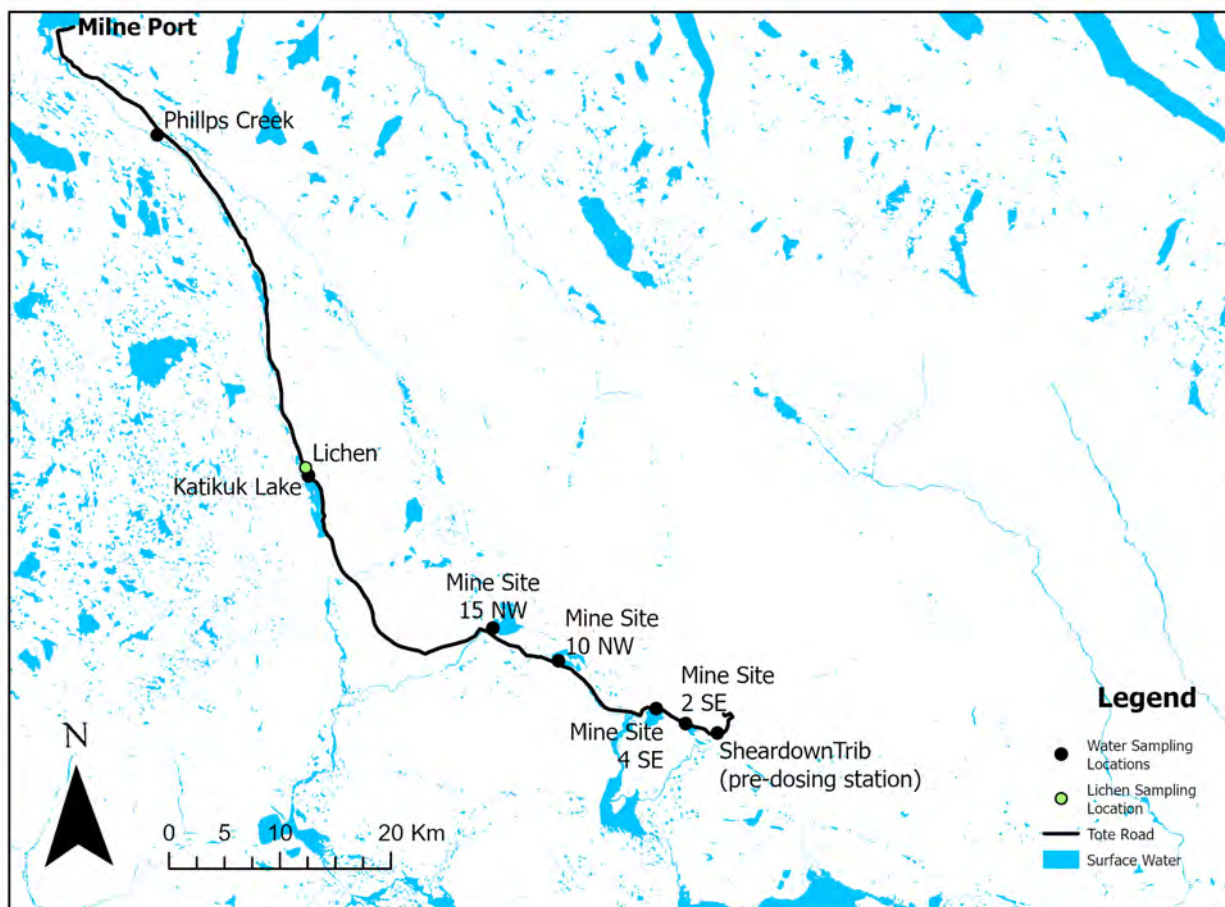 Milne Port
Phillps Creek
Lichen
Katikuk Lake
Mine Site
15 NW
Mine Site
10 NW
Mine Site
2 SE
Mine Site
4 SE
SheardownTrib
(pre-dosing station)
N
0 5 10 20 Km
Legend
Water Sampling
Locations
Lichen Sampling
Location
Tote Road
Surface Water